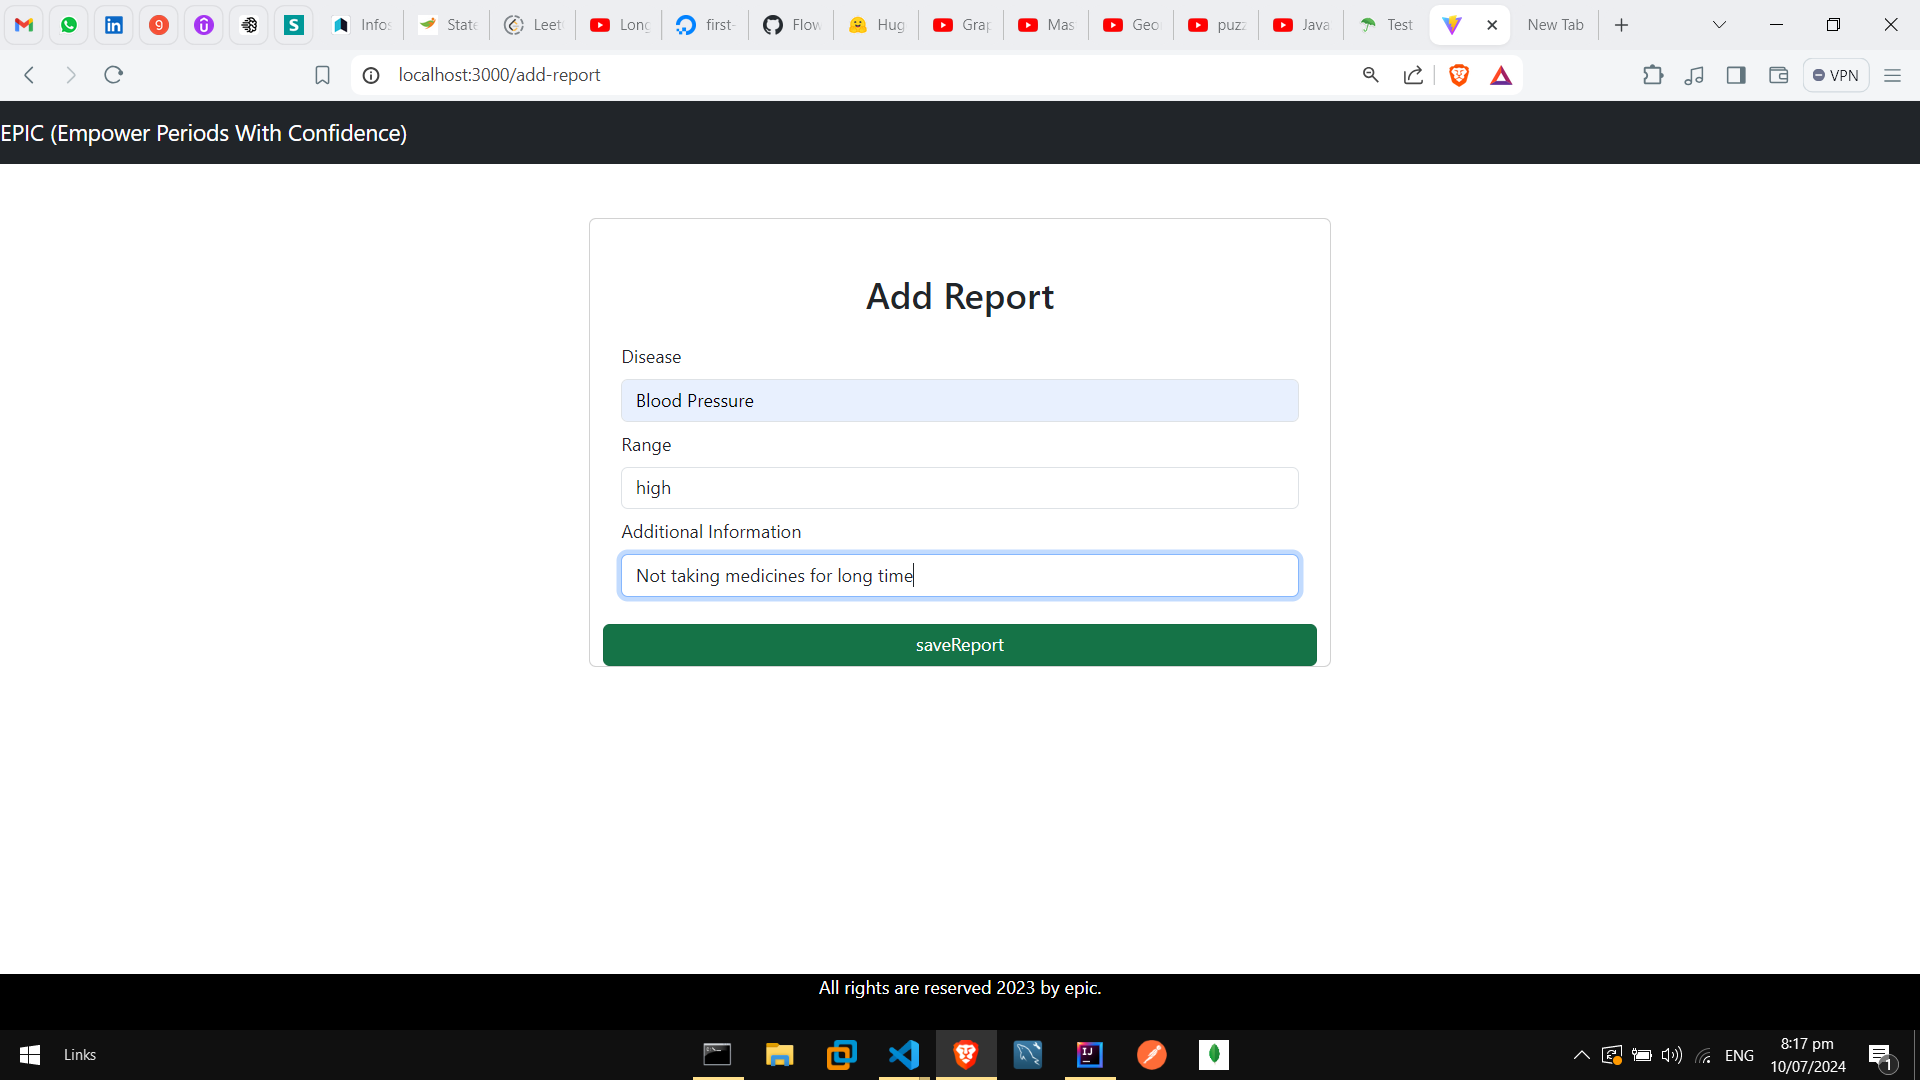 9
S
Infos
State
Leet
Long
first-
Flow
Hug
Grap
Mas
Geo
puzz
Java
Test
New Tab
localhost:3000/add-report
VPN
EPIC (Empower Periods With Confidence)
Add Report
Disease
Blood Pressure
Range
high
Additional Information
Not taking medicines for long time
saveReport
All rights are reserved 2023 by epic.
Links
ENG
8:17 pm
10/07/2024
1